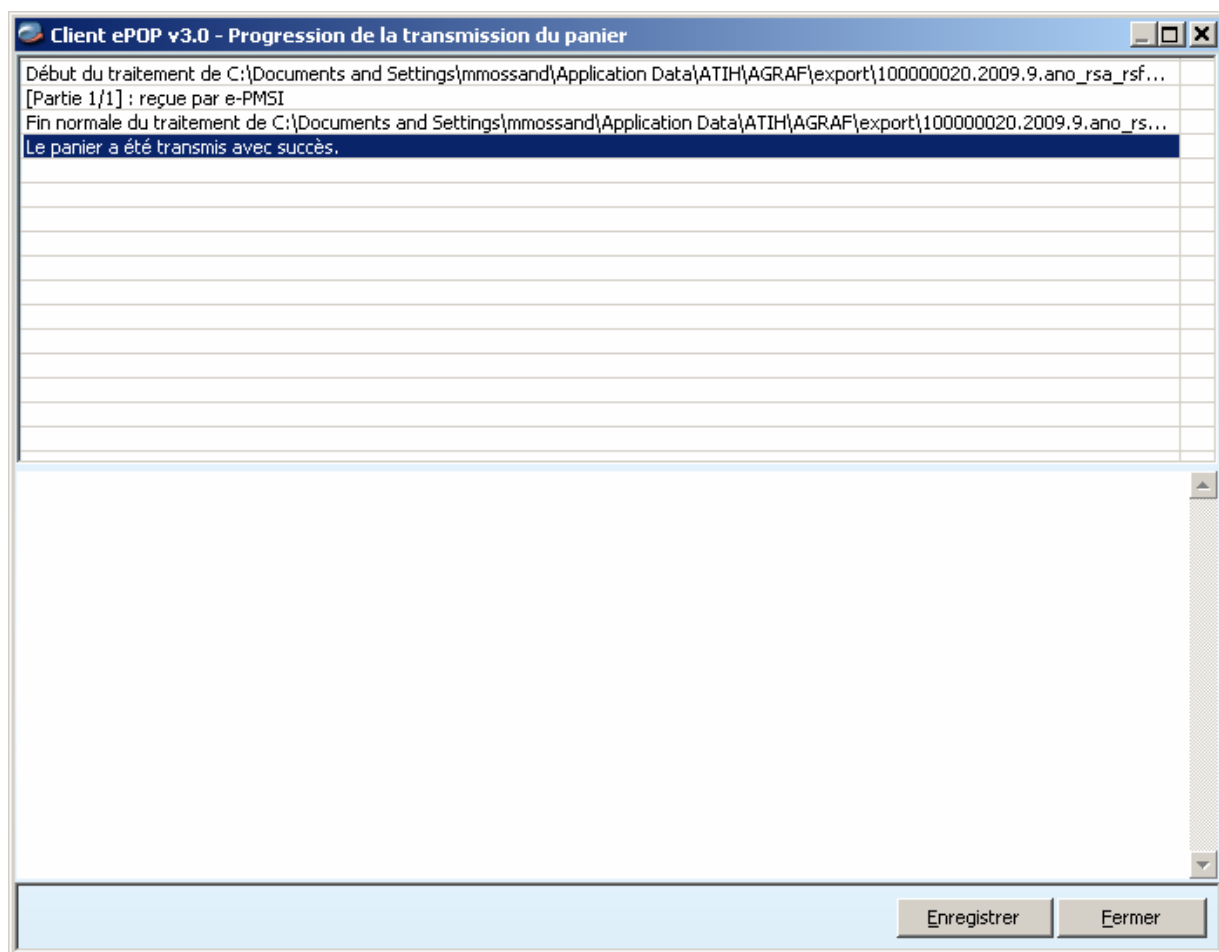 Client ePOP v3.0 - Progression de la transmission du panier
Début du traitement de C:\Documents and Settings\mmossand\Application Data\ATIH\AGRAF\export\100000020.2009.9.ano_rsa_rsf...
[Partie 1/1] : reçue par e-PMSI
Fin normale du traitement de C:\Documents and Settings\mmossand\Application Data\ATIH\AGRAF\export\100000020.2009.9.ano_rs...
Le panier a été transmis avec succès.
Enregistrer
Fermer